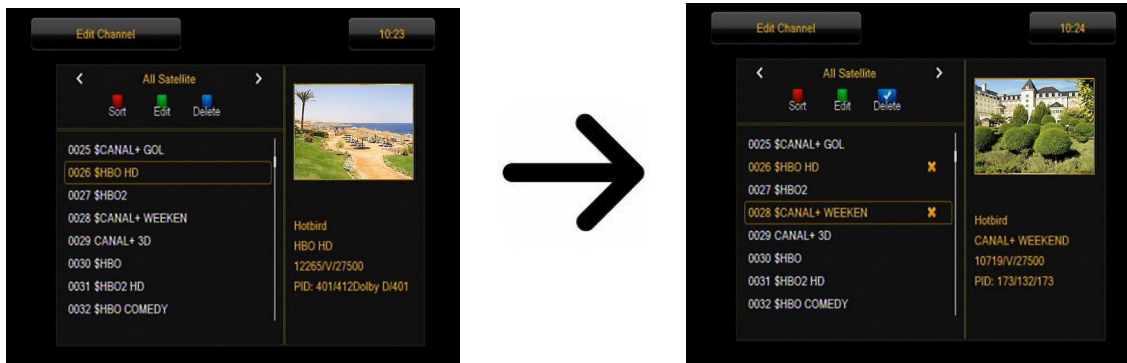 Edit Channel
10:23
All Satellite
Sort Edit Delete
0025 $CANAL+ GOL
0026 $HBO HD
0027 $HBO2
0028 $CANAL+ WEEKEN
0029 CANAL+ 3D
0030 $HBO
0031 $HBO2 HD
0032 $HBO COMEDY
Hotbird
HBO HD
12265/V/27500
PID: 401/412Dolby D/401
Edit Channel
10:24
All Satellite
Sort Edit Delete
0025 $CANAL+ GOL
0026 $HBO HD
0027 $HBO2
0028 $CANAL+ WEEKEN
0029 CANAL+ 3D
0030 $HBO
0031 $HBO2 HD
0032 $HBO COMEDY
Hotbird
CANAL+ WEEKEND
10719/V/27500
PID: 173/132/173